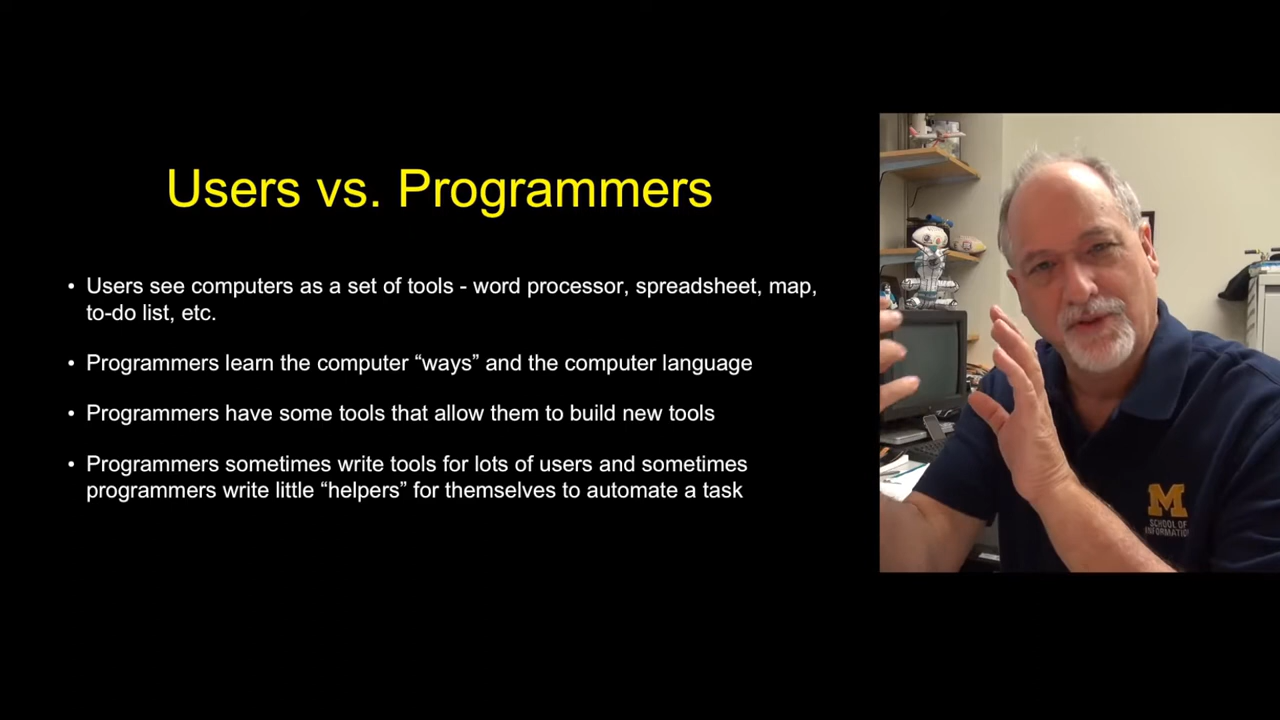 Users vs. Programmers
• Users see computers as a set of tools - word processor, spreadsheet, map,
to-do list, etc.
• Programmers learn the computer “ways” and the computer language
• Programmers have some tools that allow them to build new tools
• Programmers sometimes write tools for lots of users and sometimes
programmers write little “helpers” for themselves to automate a task
M
SCHOOL OF
INFORMATION